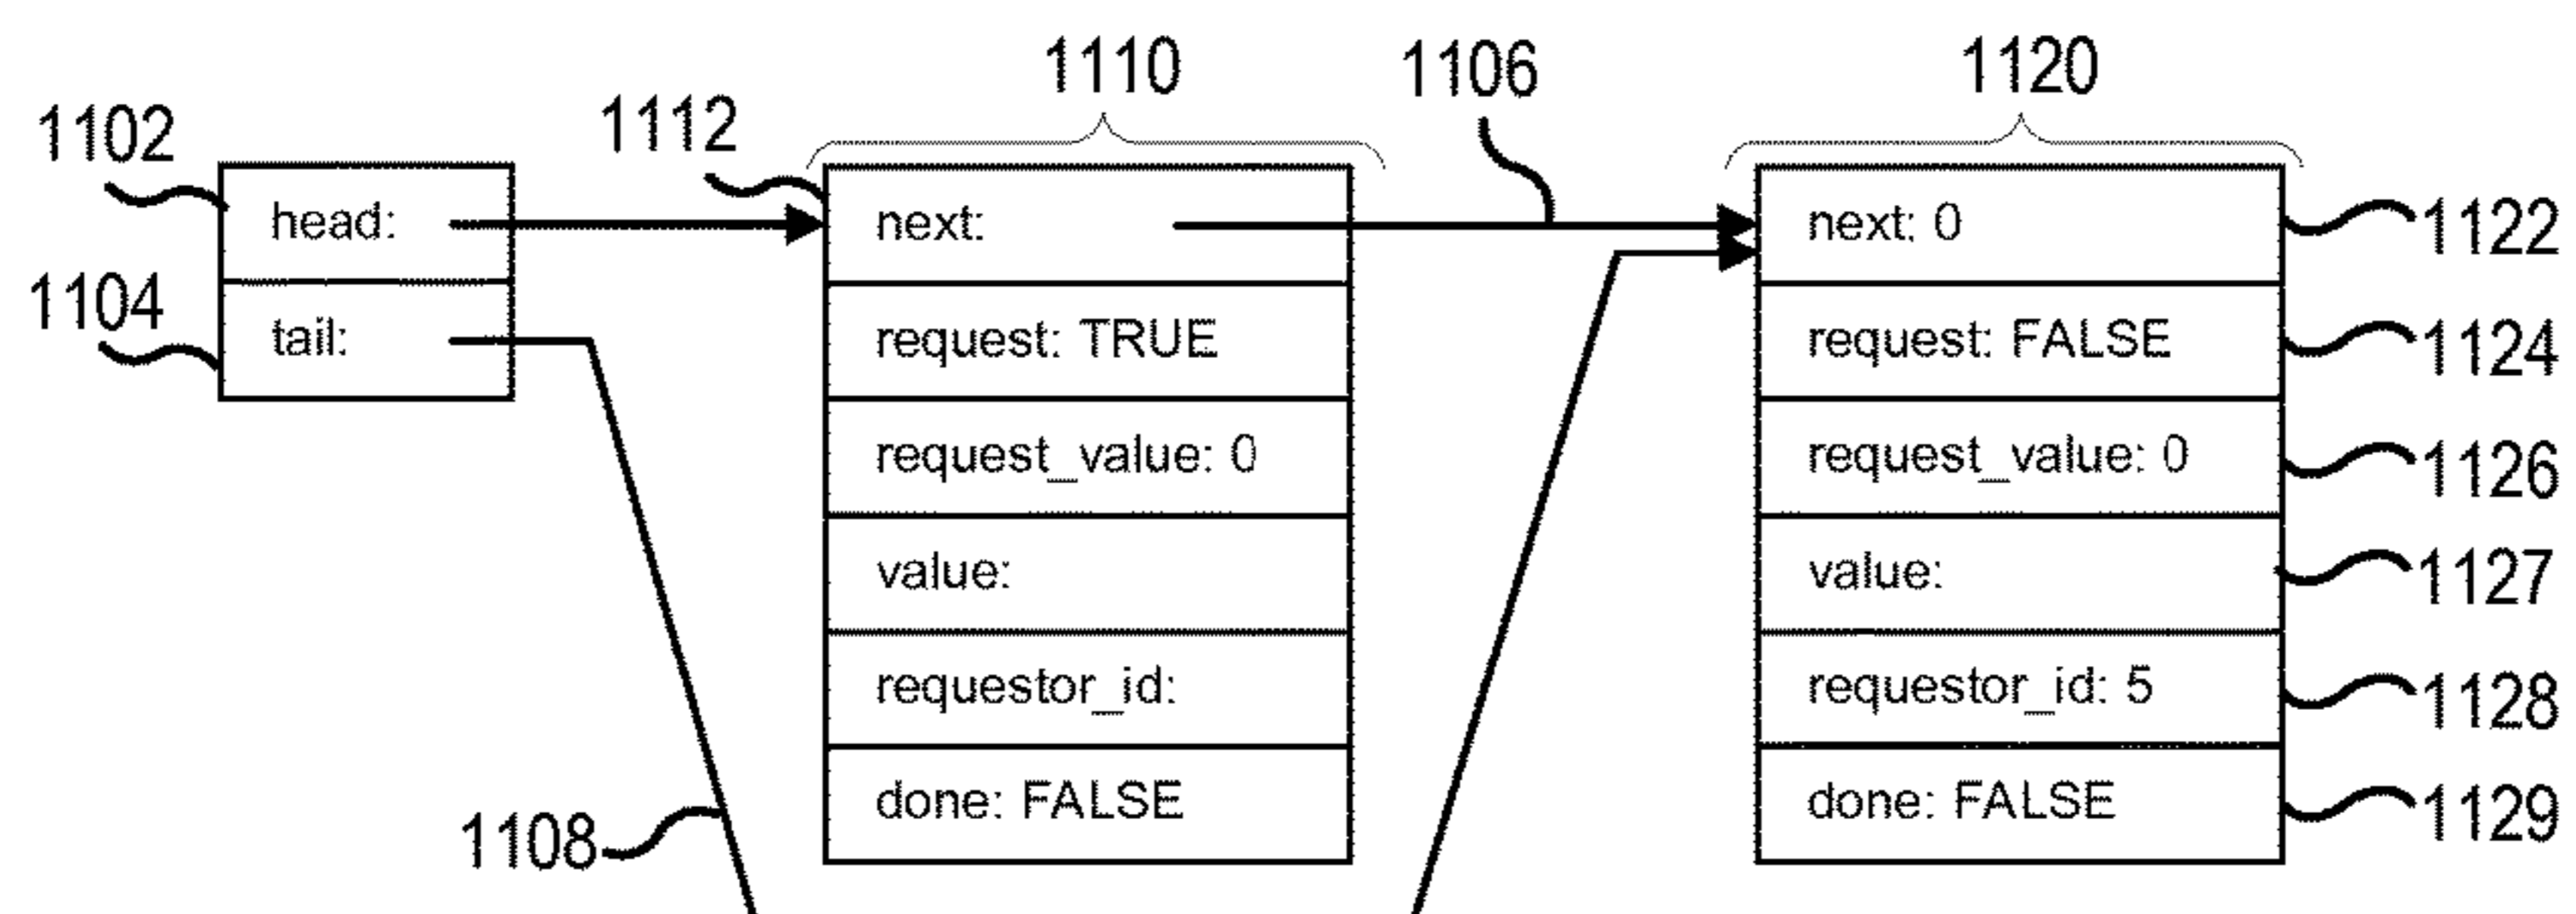 1110
1106
1120
1102
1112
head:
next:
next: 0
1122
1104
tail:
request: TRUE
request: FALSE
1124
request_value: 0
request_value: 0
1126
value:
value:
1127
requestor_id:
requestor_id: 5
1128
1108
done: FALSE
done: FALSE
1129